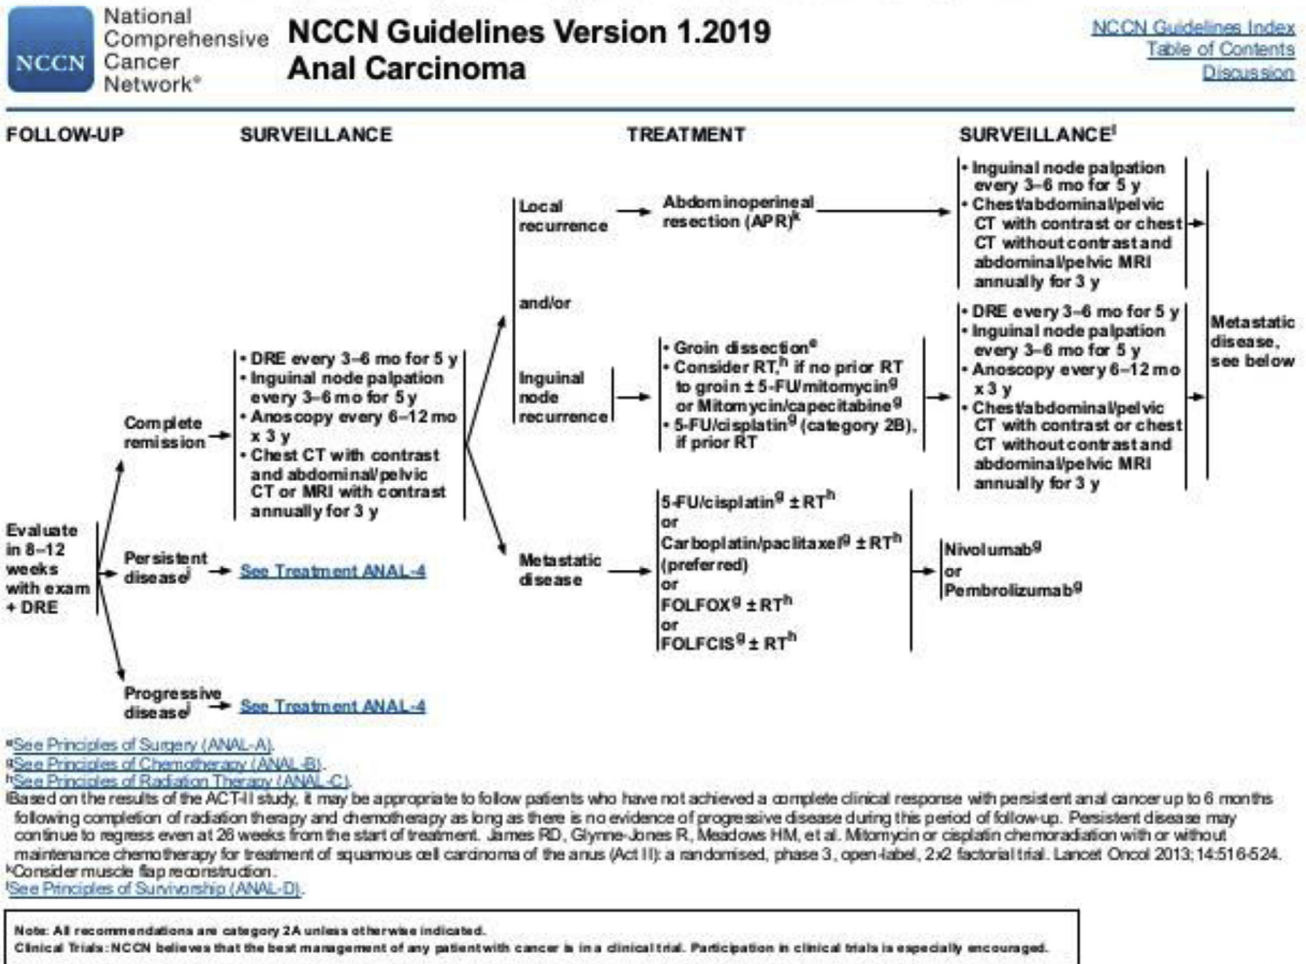 National
Comprehensive
Cancer
Network®
NCCN
NCCN Guidelines Version 1.2019
Anal Carcinoma
NCCN Guidelines Index
Table of Contents
Discussion
FOLLOW-UP
SURVEILLANCE
TREATMENT
SURVEILLANCEl
Evaluate
in 8–12
weeks
with exam
+ DRE
Complete
remission
• DRE every 3–6 mo for 5 y
• Inguinal node palpation
every 3–6 mo for 5 y
• Anoscopy every 6–12 mo
x 3 y
• Chest CT with contrast
and abdominal/pelvic
CT or MRI with contrast
annually for 3 y
Persistent
diseasej
See Treatment ANAL-4
Progressive
diseasej
See Treatment ANAL-4
Local
recurrence
Abdominoperineal
resection (APR)k
• Inguinal node palpation
every 3–6 mo for 5 y
• Chest/abdominal/pelvic
CT with contrast or chest
CT without contrast and
abdominal/pelvic MRI
annually for 3 y
and/or
Inguinal
node
recurrence
• Groin dissectione
• Consider RT,h if no prior RT
to groin ± 5-FU/mitomycing
or Mitomycin/capecitabineg
• 5-FU/cisplating (category 2B),
if prior RT
• DRE every 3–6 mo for 5 y
• Inguinal node palpation
every 3–6 mo for 5 y
• Anoscopy every 6–12 mo
x 3 y
• Chest/abdominal/pelvic
CT with contrast or chest
CT without contrast and
abdominal/pelvic MRI
annually for 3 y
Metastatic
disease,
see below
Metastatic
disease
5-FU/cisplating ± RTh
or
Carboplatin/paclitaxelg ± RTh
(preferred)
or
FOLFOXg ± RTh
or
FOLFCISg ± RTh
Nivolumabg
or
Pembrolizumabg
eSee Principles of Surgery (ANAL-A).
gSee Principles of Chemotherapy (ANAL-B).
hSee Principles of Radiation Therapy (ANAL-C).
jBased on the results of the ACT-II study, it may be appropriate to follow patients who have not achieved a complete clinical response with persistent anal cancer up to 6 months
following completion of radiation therapy and chemotherapy as long as there is no evidence of progressive disease during this period of follow-up. Persistent disease may
continue to regress even at 26 weeks from the start of treatment. James RD, Glynne-Jones R, Meadows HM, et al. Mitomycin or cisplatin chemoradiation with or without
maintenance chemotherapy for treatment of squamous cell carcinoma of the anus (Act II): a randomised, phase 3, open-label, 2x2 factorial trial. Lancet Oncol 2013; 14:516-524.
kConsider muscle flap reconstruction.
lSee Principles of Survivorship (ANAL-D).
Note: All recommendations are category 2A unless otherwise indicated.
Clinical Trials: NCCN believes that the best management of any patient with cancer is in a clinical trial. Participation in clinical trials is especially encouraged.